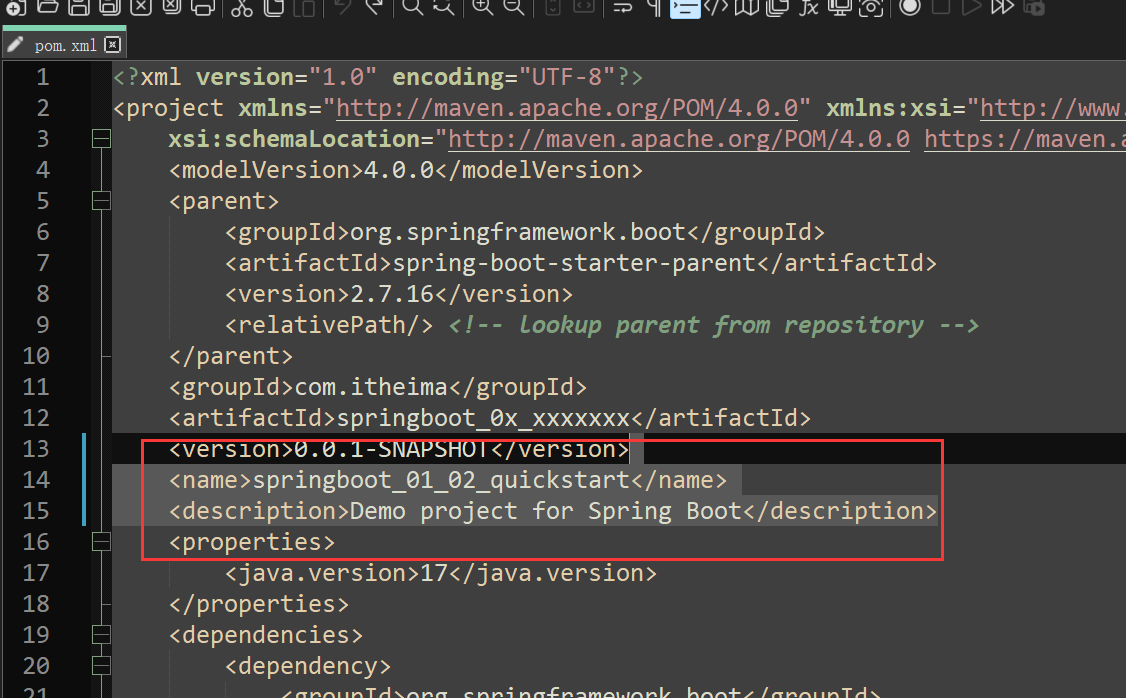 pom.xml
1 <?xml version="1.0" encoding="UTF-8"?>
2 <project xmlns="http://maven.apache.org/POM/4.0.0" xmlns:xsi="http://www.
3 xsi:schemaLocation="http://maven.apache.org/POM/4.0.0 https://maven.
4 <modelVersion>4.0.0</modelVersion>
5 <parent>
6 <groupId>org.springframework.boot</groupId>
7 <artifactId>spring-boot-starter-parent</artifactId>
8 <version>2.7.16</version>
9 <relativePath/> <!-- lookup parent from repository -->
10 </parent>
11 <groupId>com.itheima</groupId>
12 <artifactId>springboot_0x_xxxxxxx</artifactId>
13 <version>0.0.1-SNAPSHOT</version>
14 <name>springboot_01_02_quickstart</name>
15 <description>Demo project for Spring Boot</description>
16 <properties>
17 <java.version>17</java.version>
18 </properties>
19 <dependencies>
20 <dependency>
21 <groupId>org.springframework.boot</groupId>